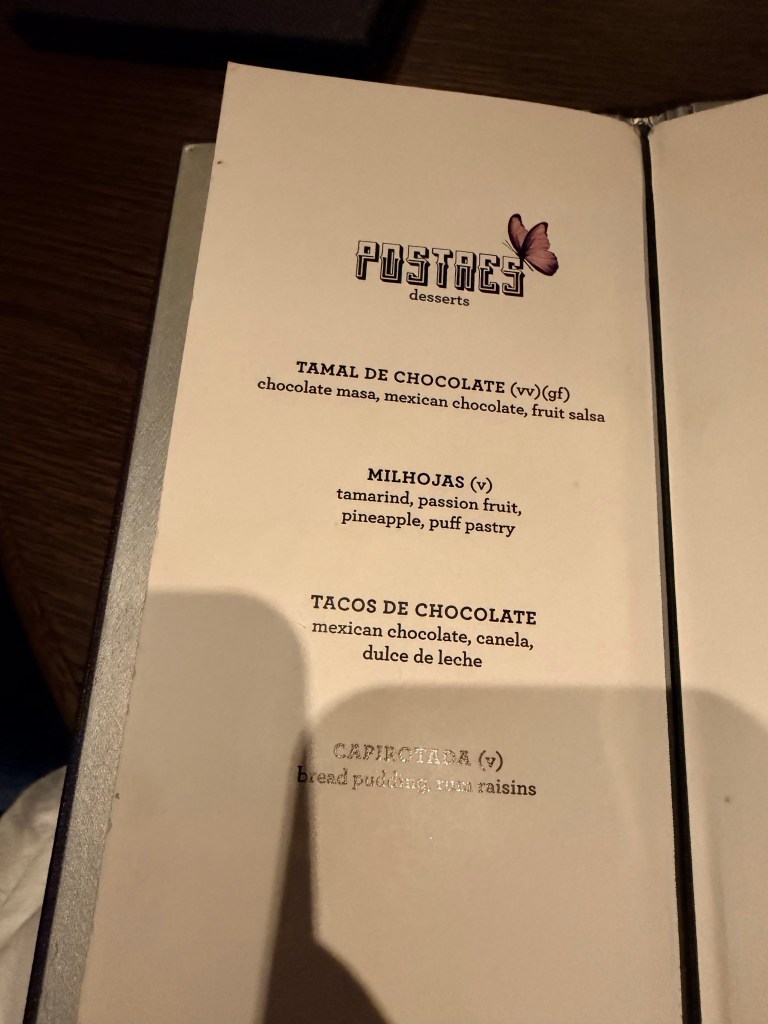 POSTRES
desserts
TAMAL DE CHOCOLATE (vv)(gf)
chocolate masa, mexican chocolate, fruit salsa
MILHOJAS (v)
tamarind, passion fruit,
pineapple, puff pastry
TACOS DE CHOCOLATE
mexican chocolate, canela,
dulce de leche
CAPIROTADA (v)
bread pudding, rum raisins